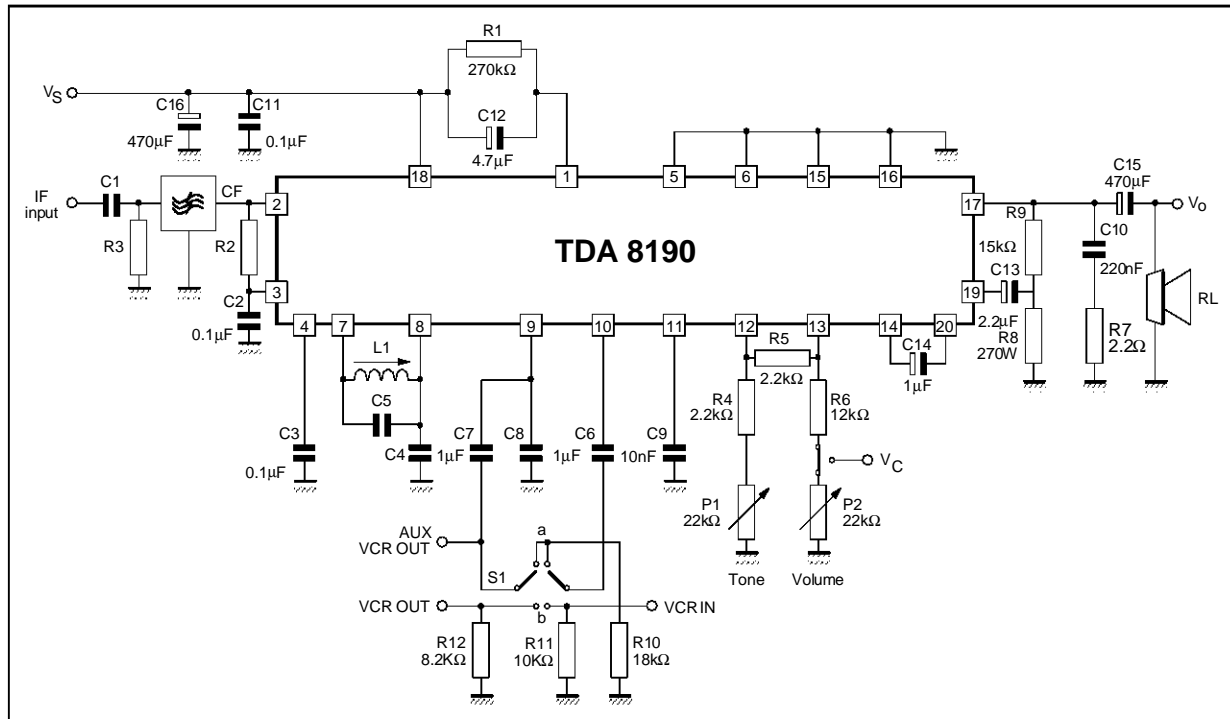 R1
270kΩ
VS
C16
C11
C12
470µF
0.1µF
4.7µF
18
1
5
6
15
16
C15
470µF
IF
input
C1
CF
2
17
R9
Vo
R3
R2
TDA 8190
15kΩ
C10
C13
220nF
RL
3
19
C2
2.2µF
0.1µF
4
7
8
9
10
11
12
13
14
20
R8
270W
R7
2.2Ω
L1
R5
2.2kΩ
C14
1µF
C5
R4
2.2kΩ
R6
12kΩ
C3
0.1µF
C4
C7
1µF
C8
C6
1µF
C9
10nF
VC
P1
22kΩ
P2
22kΩ
AUX
VCR OUT
a
S1
Tone
Volume
VCR OUT
b
VCR IN
R12
8.2KΩ
R11
10KΩ
R10
18kΩ